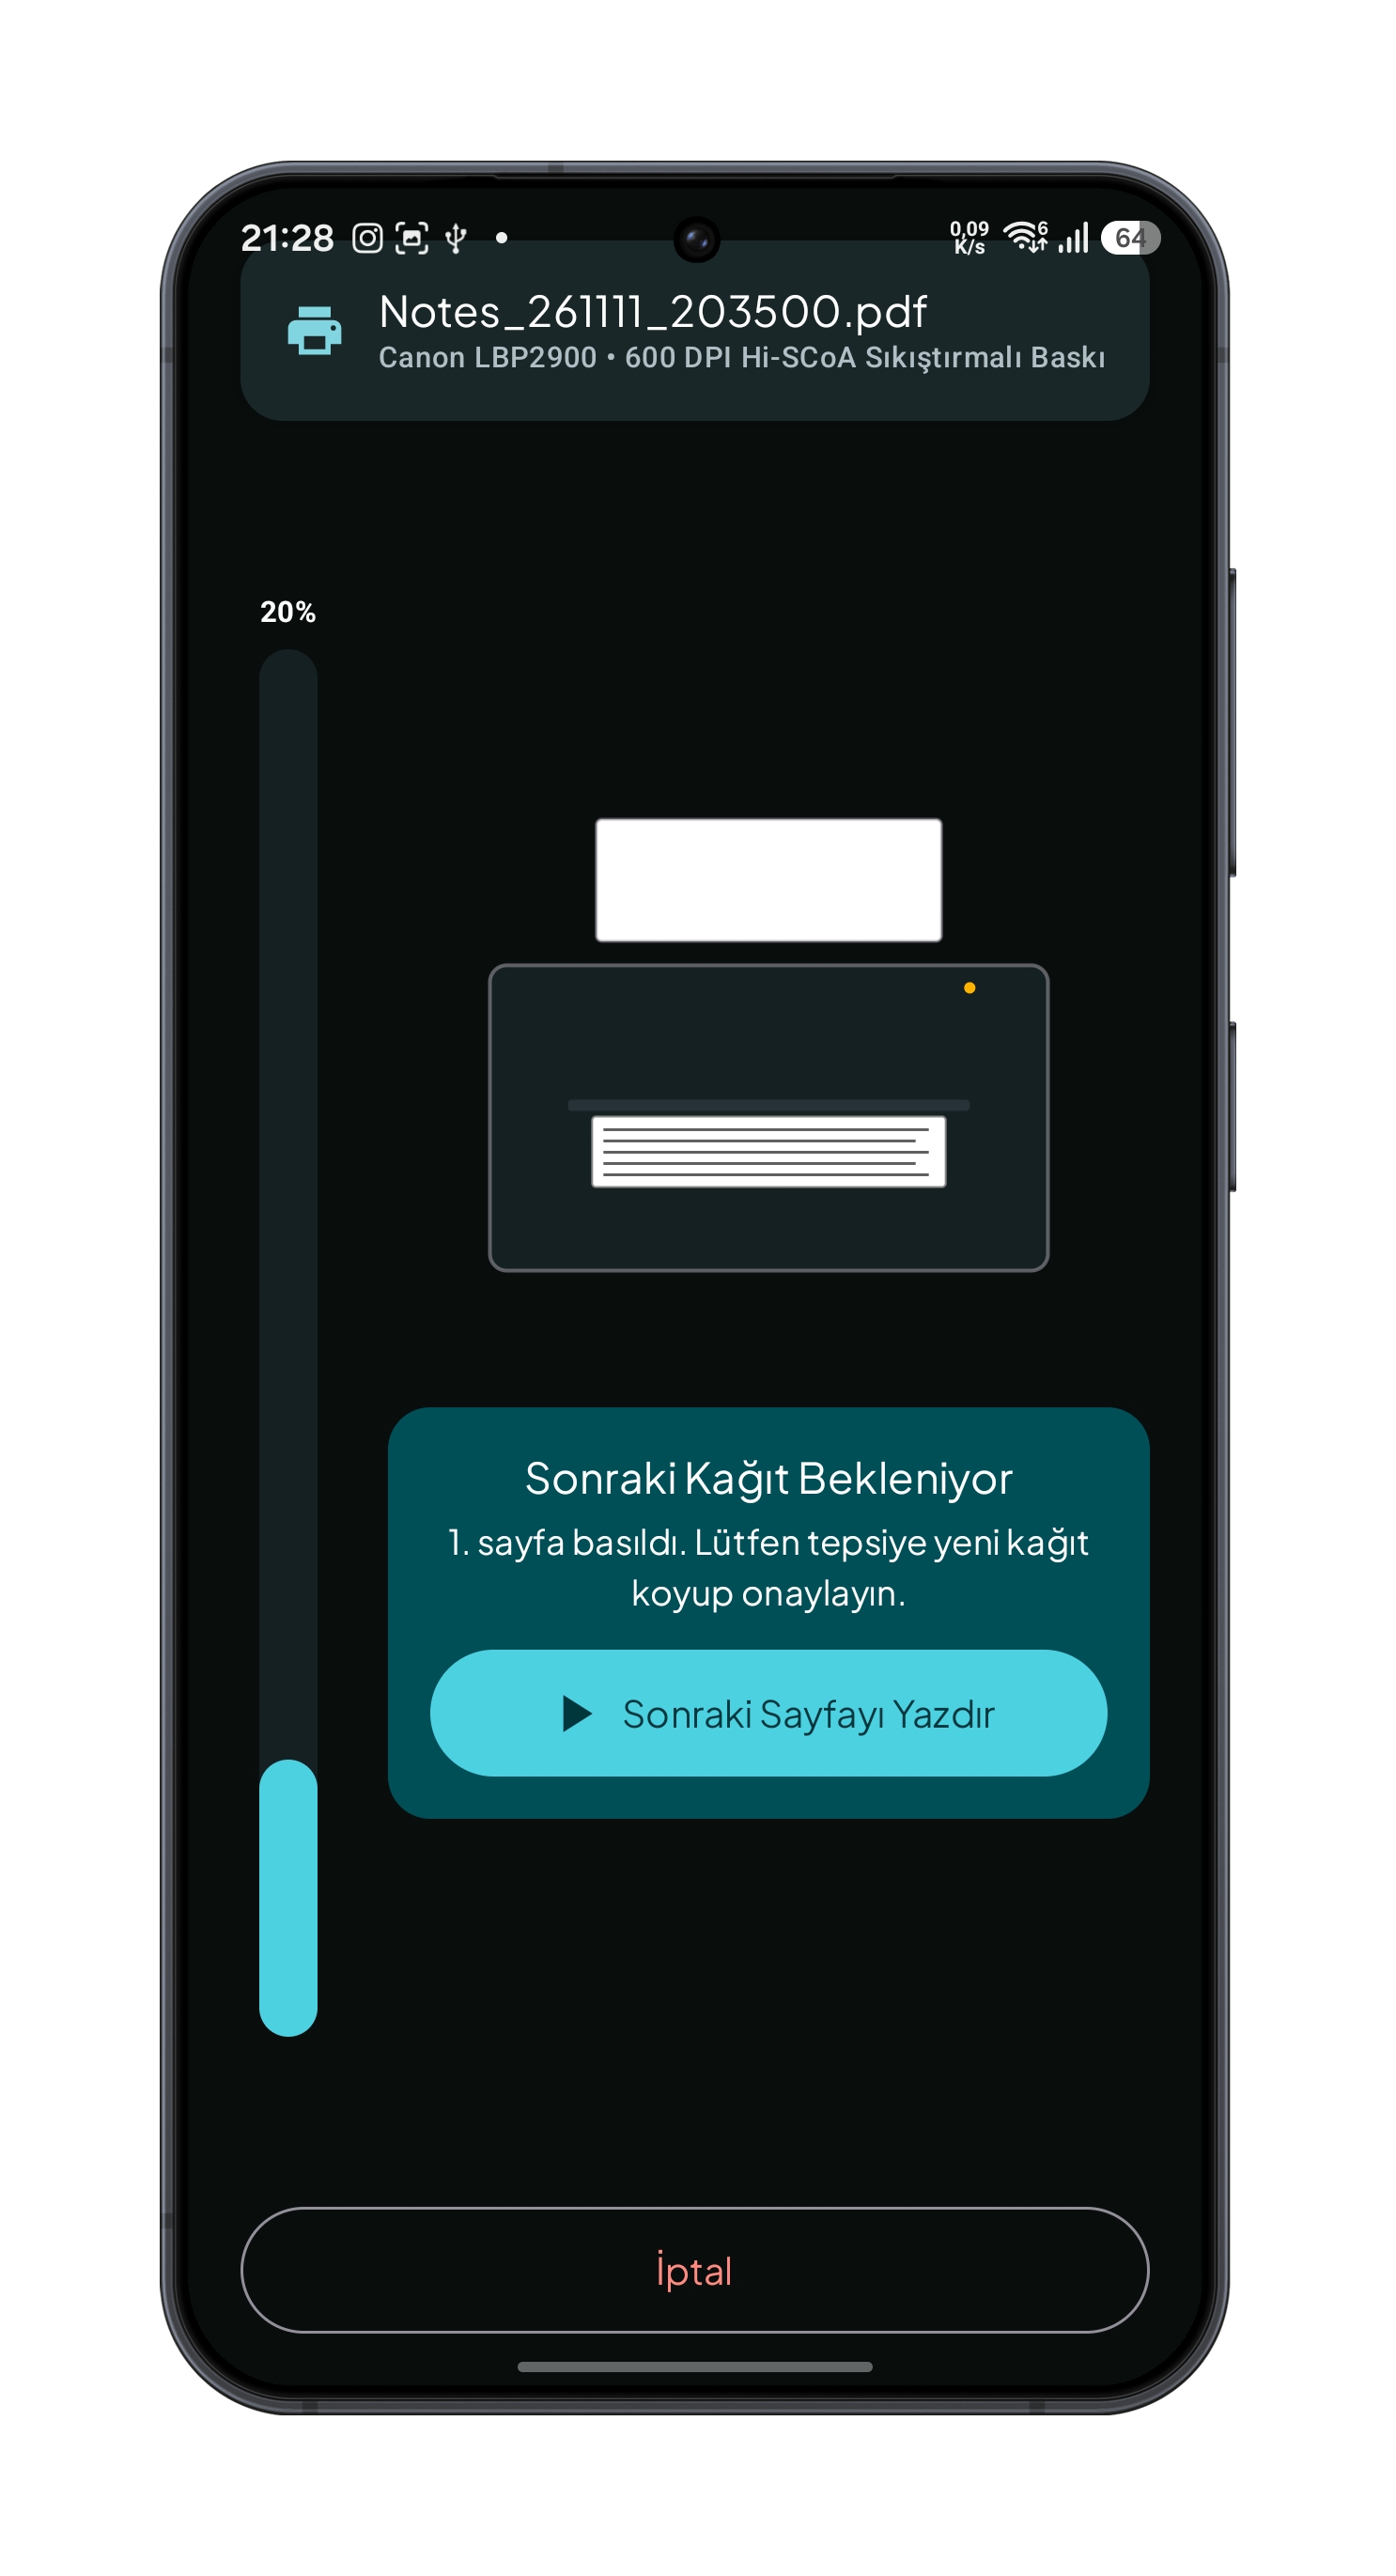 21:28
0,09
K/s
6
64
Notes_261111_203500.pdf
Canon LBP2900 • 600 DPI Hi-SCoA Sıkıştırmalı Baskı
20%
Sonraki Kağıt Bekleniyor
1. sayfa basıldı. Lütfen tepsiye yeni kağıt
koyup onaylayın.
Sonraki Sayfayı Yazdır
İptal